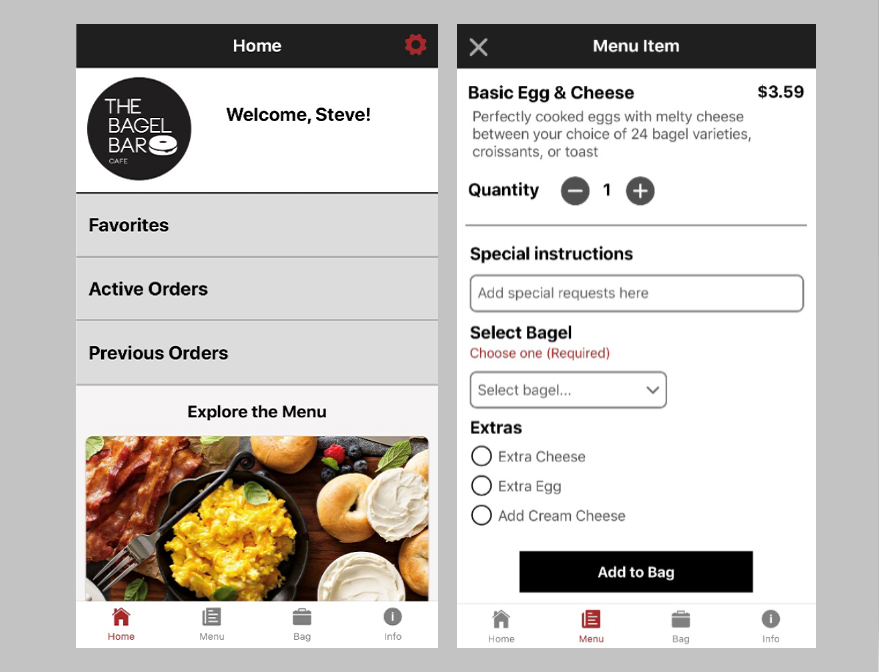 Home
THE
BAGEL
BAR
CAFE
Welcome, Steve!
Favorites
Active Orders
Previous Orders
Explore the Menu
Home
Menu
Bag
Info
Menu Item
Basic Egg & Cheese
$3.59
Perfectly cooked eggs with melty cheese
between your choice of 24 bagel varieties,
croissants, or toast
Quantity
1
Special instructions
Add special requests here
Select Bagel
Choose one (Required)
Select bagel...
Extras
Extra Cheese
Extra Egg
Add Cream Cheese
Add to Bag
Home
Menu
Bag
Info